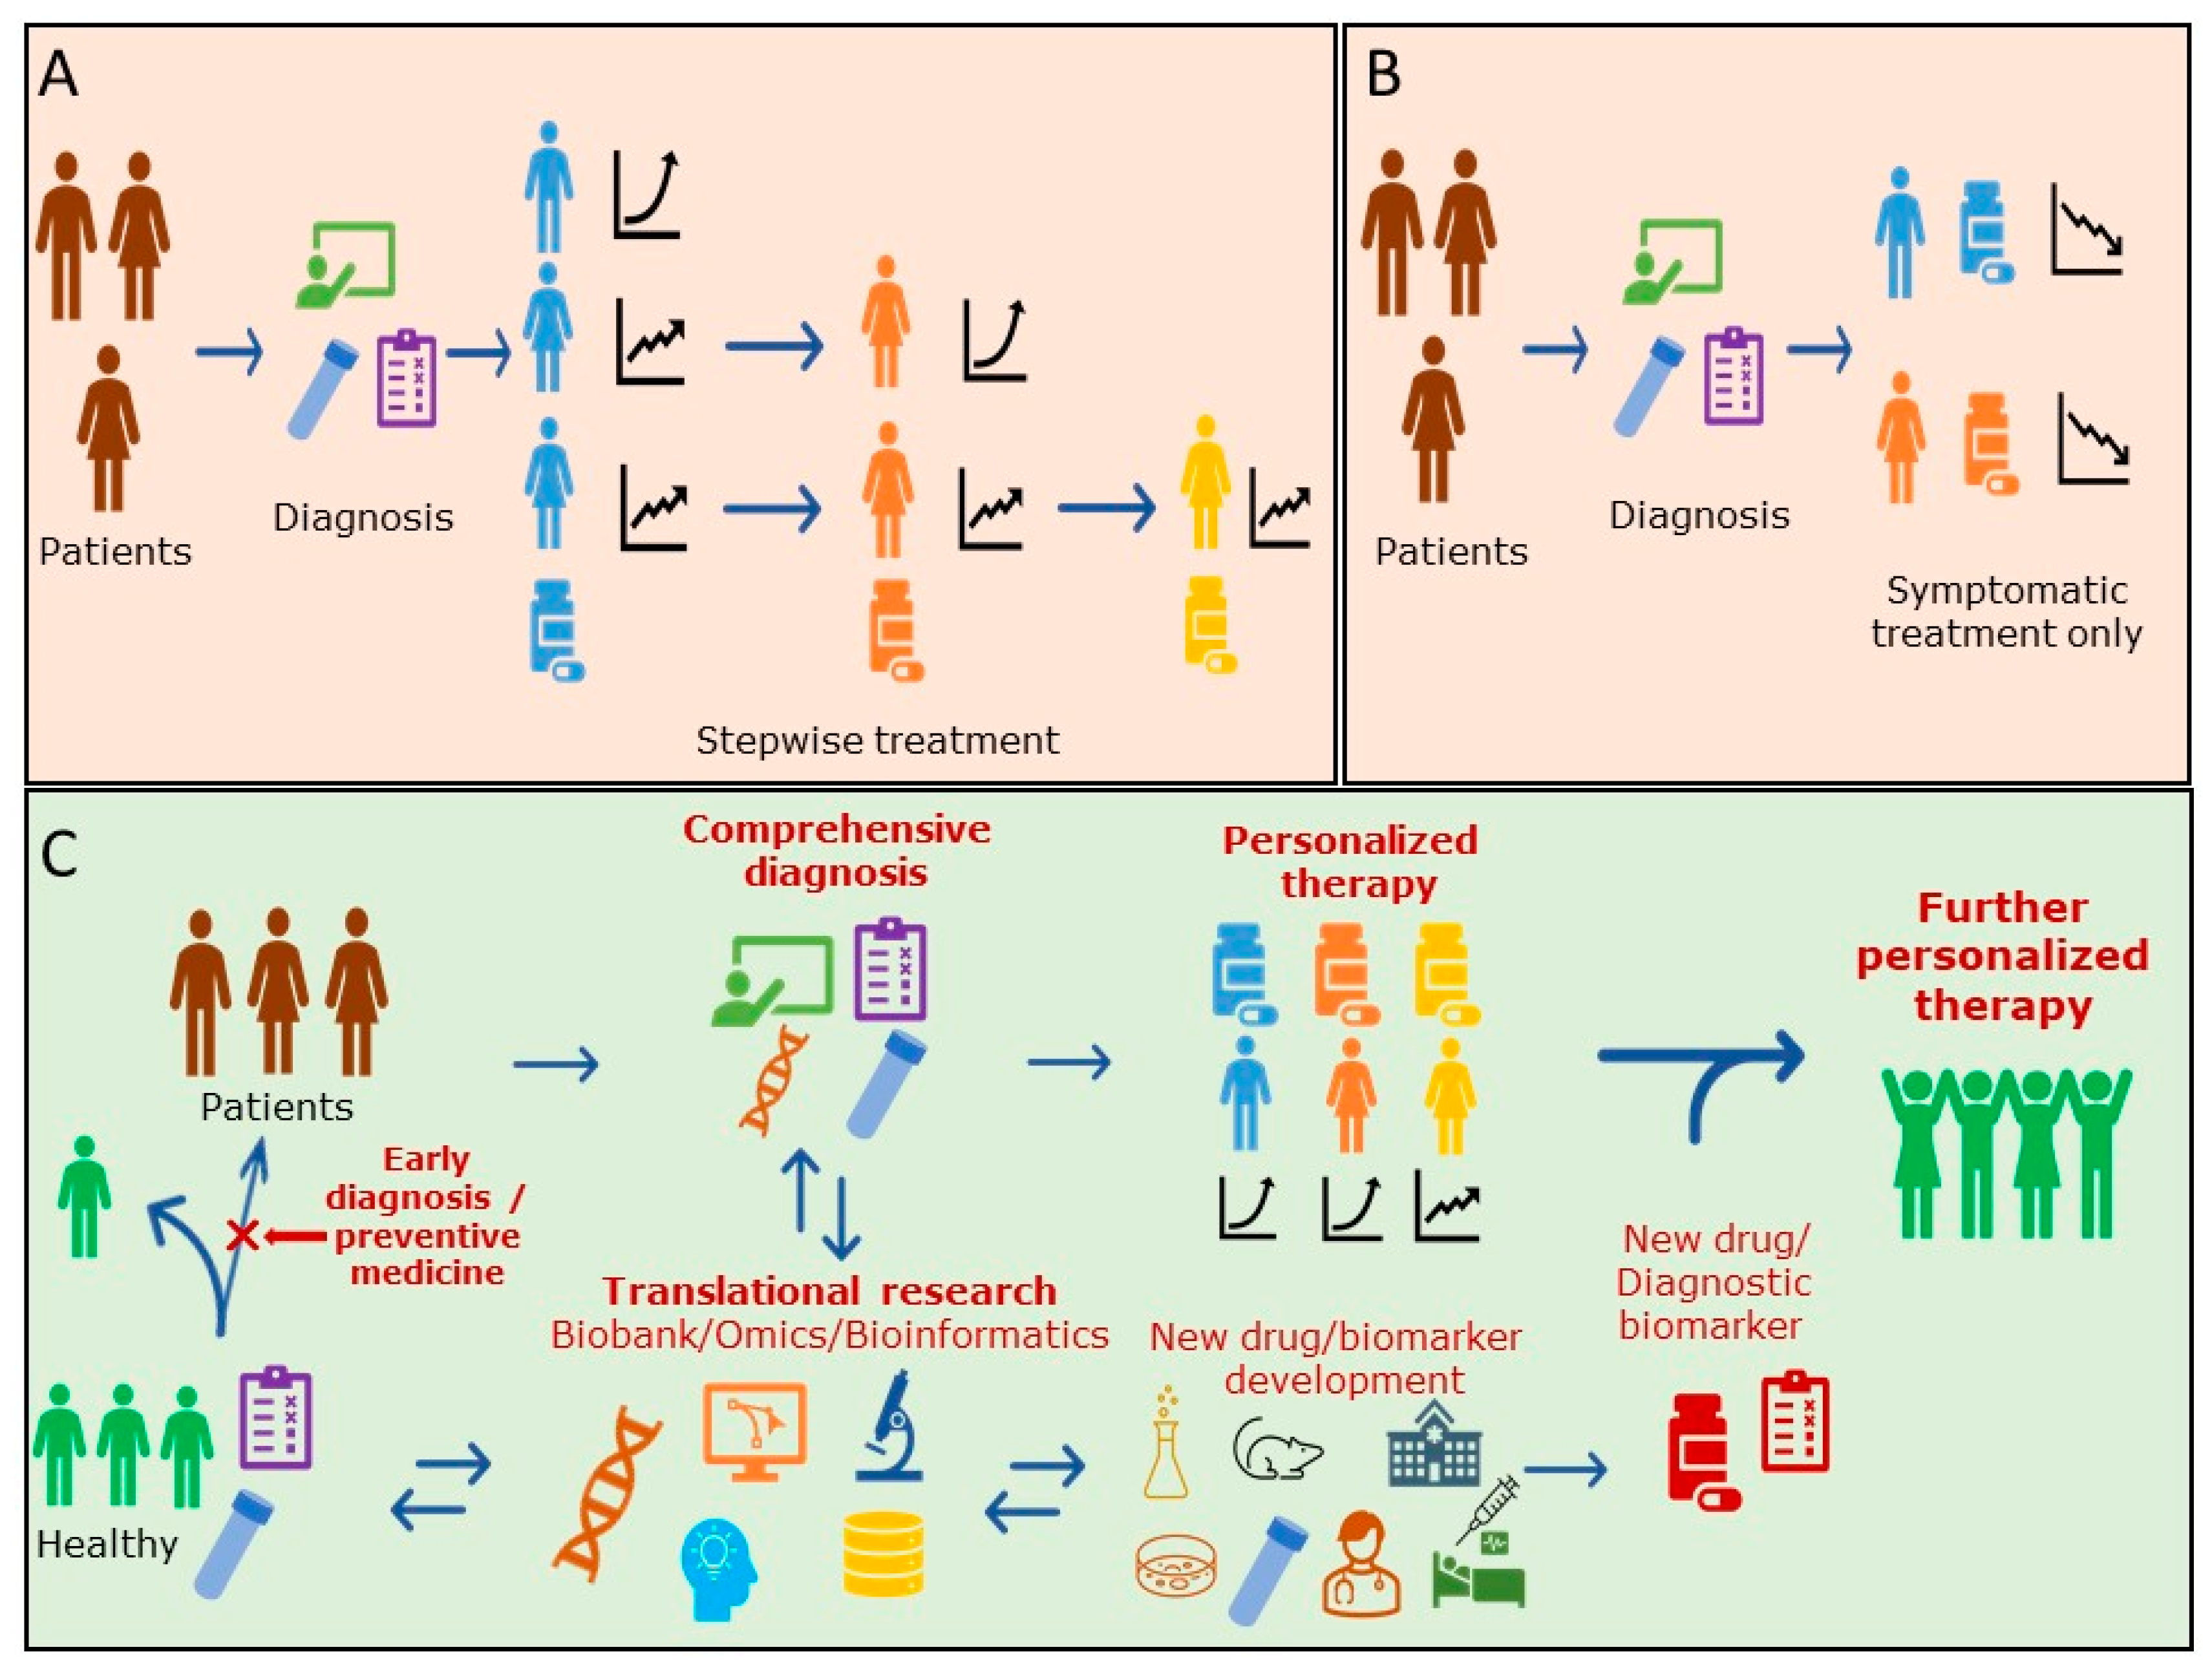 A
Patients
Diagnosis
Stepwise treatment
B
Patients
Diagnosis
Symptomatic
treatment only
C
Patients
Comprehensive
diagnosis
Personalized
therapy
Further
personalized
therapy
Early
diagnosis /
preventive
medicine
Healthy
Translational research
Biobank/Omics/Bioinformatics
New drug/biomarker
development
New drug/
Diagnostic
biomarker